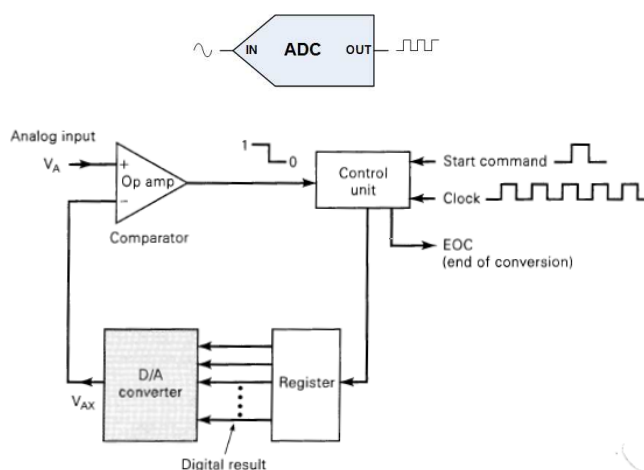 IN ADC OUT
Analog input
V_A
+
Op amp
−
Comparator
1
0
Control
unit
Start command
Clock
EOC
(end of conversion)
D/A
converter
Register
V_AX
Digital result